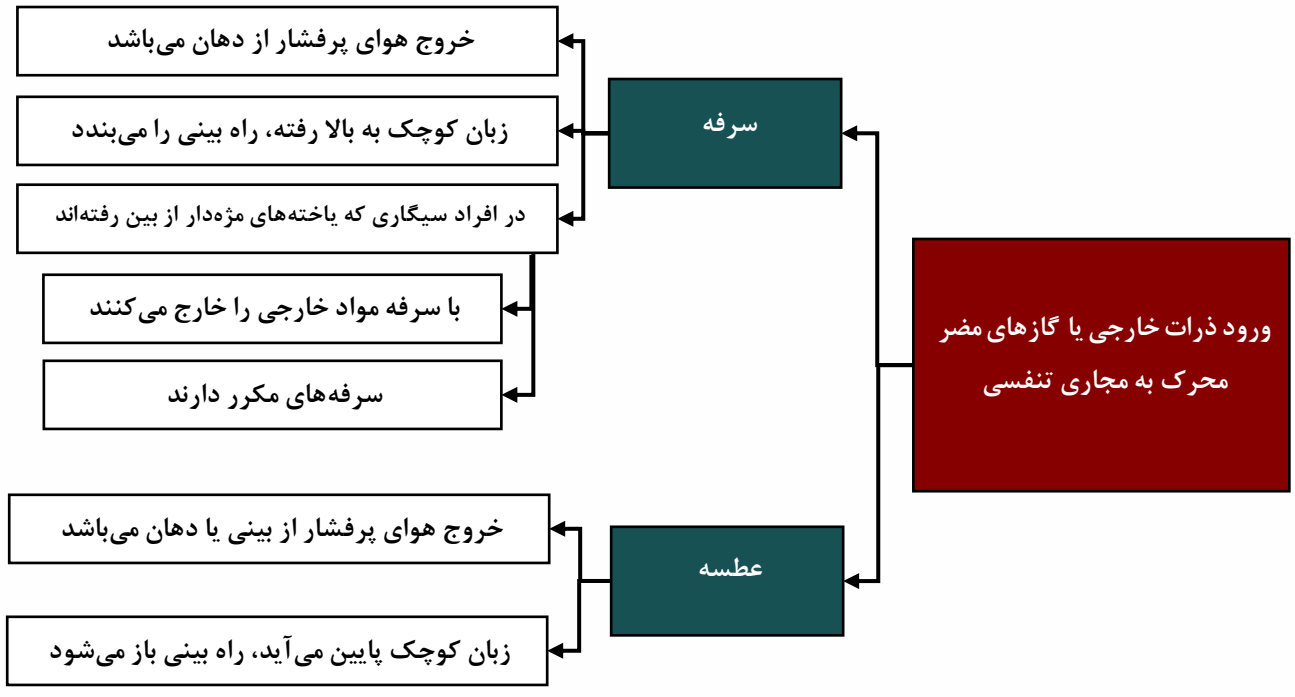 ورود ذرات خارجی یا گازهای مضر
محرک به مجاری تنفسی
سرفه
خروج هوای پرفشار از دهان می‌باشد
زبان کوچک به بالا رفته، راه بینی را می‌بندد
در افراد سیگاری که یاخته‌های مژه‌دار از بین رفته‌اند
با سرفه مواد خارجی را خارج می‌کنند
سرفه‌های مکرر دارند
عطسه
خروج هوای پرفشار از بینی یا دهان می‌باشد
زبان کوچک پایین می‌آید، راه بینی باز می‌شود